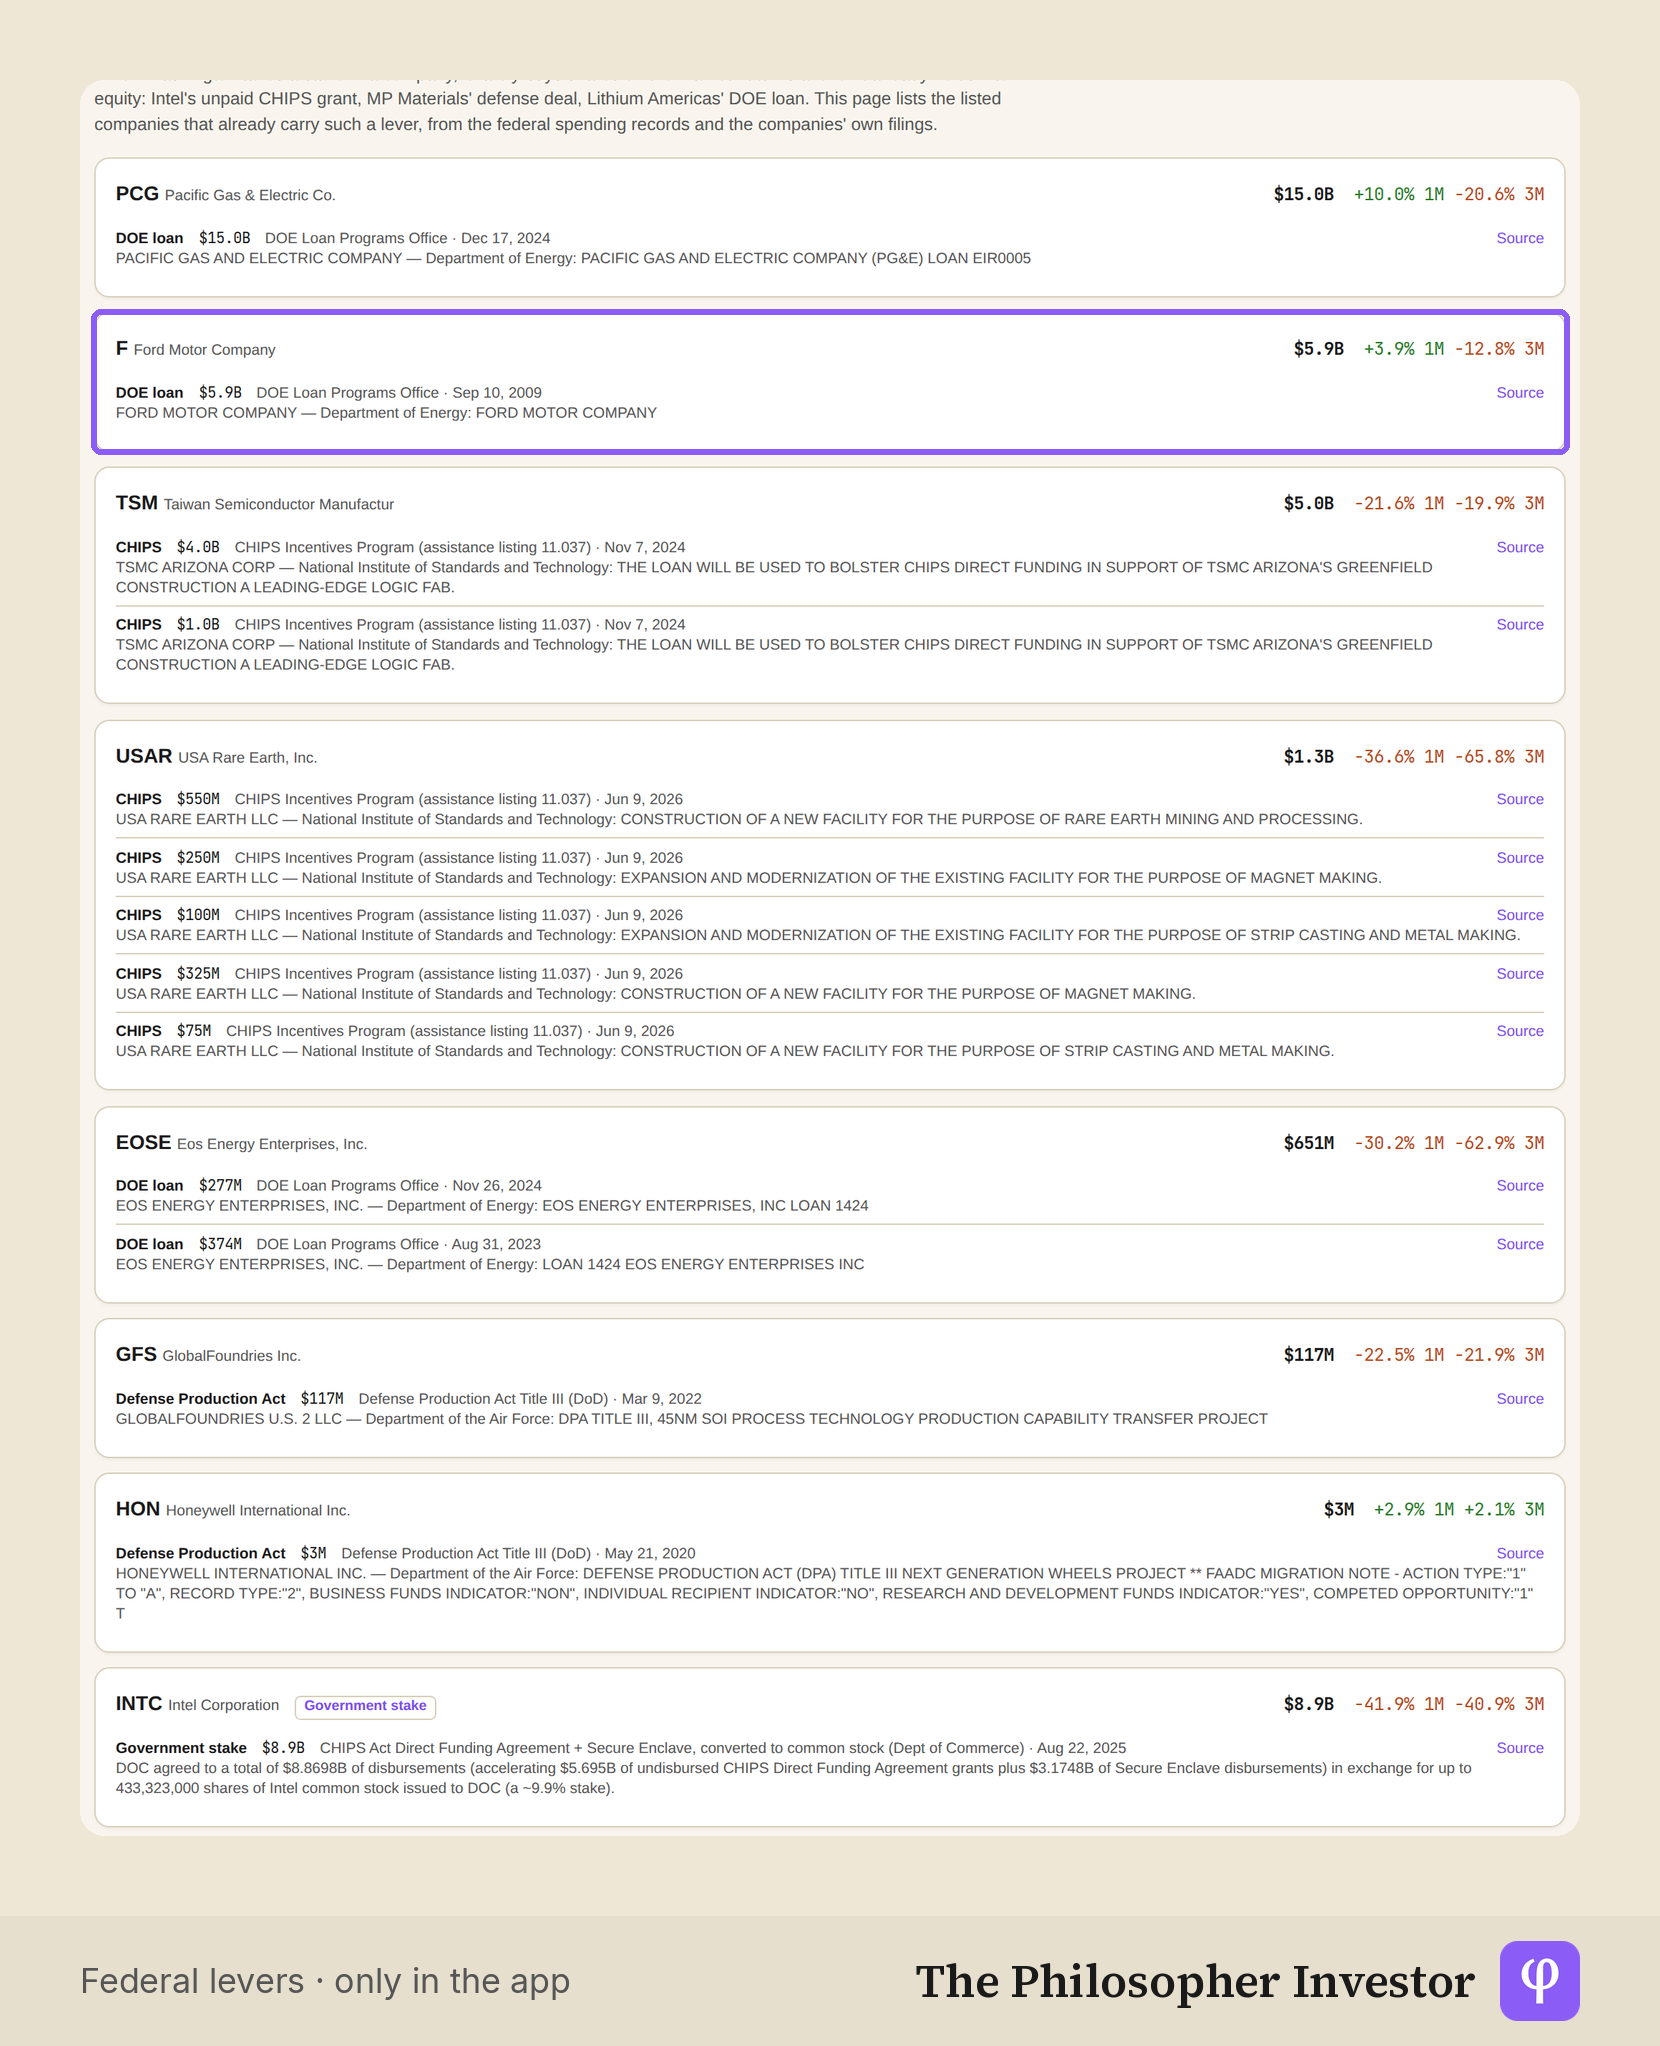 equity: Intel's unpaid CHIPS grant, MP Materials' defense deal, Lithium Americas' DOE loan. This page lists the listed
companies that already carry such a lever, from the federal spending records and the companies' own filings.
PCG Pacific Gas & Electric Co. $15.0B +10.0% 1M -20.6% 3M
DOE loan $15.0B DOE Loan Programs Office · Dec 17, 2024 Source
PACIFIC GAS AND ELECTRIC COMPANY — Department of Energy: PACIFIC GAS AND ELECTRIC COMPANY (PG&E) LOAN EIR0005
F Ford Motor Company $5.9B +3.9% 1M -12.8% 3M
DOE loan $5.9B DOE Loan Programs Office · Sep 10, 2009 Source
FORD MOTOR COMPANY — Department of Energy: FORD MOTOR COMPANY
TSM Taiwan Semiconductor Manufactur $5.0B -21.6% 1M -19.9% 3M
CHIPS $4.0B CHIPS Incentives Program (assistance listing 11.037) · Nov 7, 2024 Source
TSMC ARIZONA CORP — National Institute of Standards and Technology: THE LOAN WILL BE USED TO BOLSTER CHIPS DIRECT FUNDING IN SUPPORT OF TSMC ARIZONA'S GREENFIELD
CONSTRUCTION A LEADING-EDGE LOGIC FAB.
CHIPS $1.0B CHIPS Incentives Program (assistance listing 11.037) · Nov 7, 2024 Source
TSMC ARIZONA CORP — National Institute of Standards and Technology: THE LOAN WILL BE USED TO BOLSTER CHIPS DIRECT FUNDING IN SUPPORT OF TSMC ARIZONA'S GREENFIELD
CONSTRUCTION A LEADING-EDGE LOGIC FAB.
USAR USA Rare Earth, Inc. $1.3B -36.6% 1M -65.8% 3M
CHIPS $550M CHIPS Incentives Program (assistance listing 11.037) · Jun 9, 2026 Source
USA RARE EARTH LLC — National Institute of Standards and Technology: CONSTRUCTION OF A NEW FACILITY FOR THE PURPOSE OF RARE EARTH MINING AND PROCESSING.
CHIPS $250M CHIPS Incentives Program (assistance listing 11.037) · Jun 9, 2026 Source
USA RARE EARTH LLC — National Institute of Standards and Technology: EXPANSION AND MODERNIZATION OF THE EXISTING FACILITY FOR THE PURPOSE OF MAGNET MAKING.
CHIPS $100M CHIPS Incentives Program (assistance listing 11.037) · Jun 9, 2026 Source
USA RARE EARTH LLC — National Institute of Standards and Technology: EXPANSION AND MODERNIZATION OF THE EXISTING FACILITY FOR THE PURPOSE OF STRIP CASTING AND METAL MAKING.
CHIPS $325M CHIPS Incentives Program (assistance listing 11.037) · Jun 9, 2026 Source
USA RARE EARTH LLC — National Institute of Standards and Technology: CONSTRUCTION OF A NEW FACILITY FOR THE PURPOSE OF MAGNET MAKING.
CHIPS $75M CHIPS Incentives Program (assistance listing 11.037) · Jun 9, 2026 Source
USA RARE EARTH LLC — National Institute of Standards and Technology: CONSTRUCTION OF A NEW FACILITY FOR THE PURPOSE OF STRIP CASTING AND METAL MAKING.
EOSE Eos Energy Enterprises, Inc. $651M -30.2% 1M -62.9% 3M
DOE loan $277M DOE Loan Programs Office · Nov 26, 2024 Source
EOS ENERGY ENTERPRISES, INC. — Department of Energy: EOS ENERGY ENTERPRISES, INC LOAN 1424
DOE loan $374M DOE Loan Programs Office · Aug 31, 2023 Source
EOS ENERGY ENTERPRISES, INC. — Department of Energy: LOAN 1424 EOS ENERGY ENTERPRISES INC
GFS GlobalFoundries Inc. $117M -22.5% 1M -21.9% 3M
Defense Production Act $117M Defense Production Act Title III (DoD) · Mar 9, 2022 Source
GLOBALFOUNDRIES U.S. 2 LLC — Department of the Air Force: DPA TITLE III, 45NM SOI PROCESS TECHNOLOGY PRODUCTION CAPABILITY TRANSFER PROJECT
HON Honeywell International Inc. $3M +2.9% 1M +2.1% 3M
Defense Production Act $3M Defense Production Act Title III (DoD) · May 21, 2020 Source
HONEYWELL INTERNATIONAL INC. — Department of the Air Force: DEFENSE PRODUCTION ACT (DPA) TITLE III NEXT GENERATION WHEELS PROJECT ** FAADC MIGRATION NOTE - ACTION TYPE:"1"
TO "A", RECORD TYPE:"2", BUSINESS FUNDS INDICATOR:"NON", INDIVIDUAL RECIPIENT INDICATOR:"NO", RESEARCH AND DEVELOPMENT FUNDS INDICATOR:"YES", COMPETED OPPORTUNITY:"1"
T
INTC Intel Corporation Government stake $8.9B -41.9% 1M -40.9% 3M
Government stake $8.9B CHIPS Act Direct Funding Agreement + Secure Enclave, converted to common stock (Dept of Commerce) · Aug 22, 2025 Source
DOC agreed to a total of $8.8698B of disbursements (accelerating $5.695B of undisbursed CHIPS Direct Funding Agreement grants plus $3.1748B of Secure Enclave disbursements) in exchange for up to
433,323,000 shares of Intel common stock issued to DOC (a ~9.9% stake).
Federal levers · only in the app
The Philosopher Investor φ